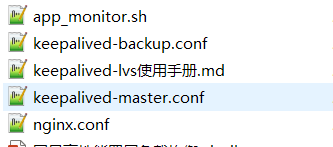 app_monitor.sh
keepalived-backup.conf
keepalived-lvs使用手册.md
keepalived-master.conf
nginx.conf